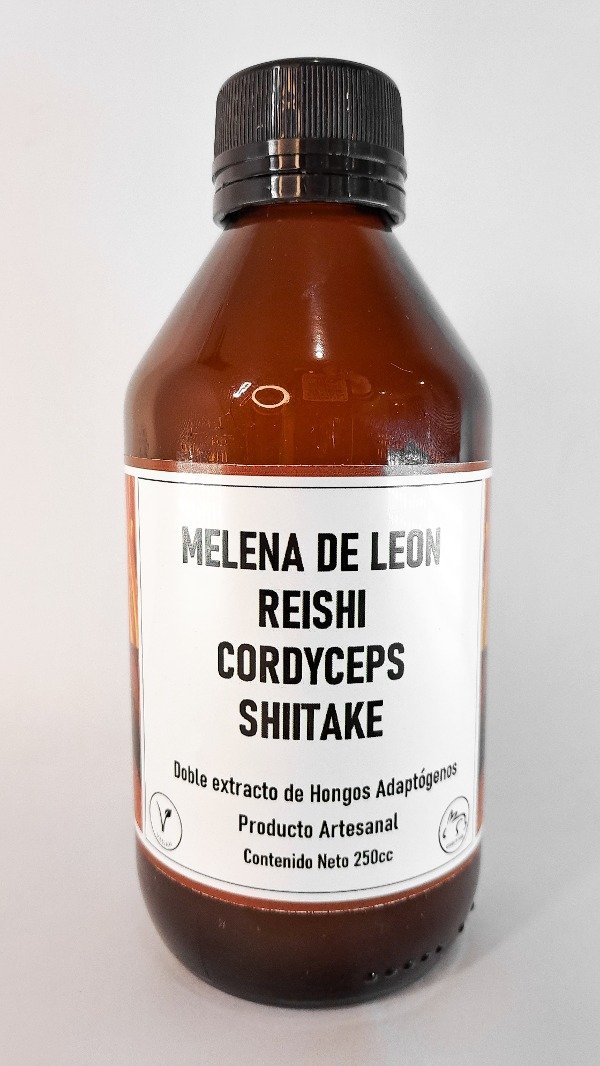 MELENA DE LEON
REISHI
CORDYCEPS
SHIITAKE
Doble extracto de Hongos Adaptógenos
Producto Artesanal
Contenido Neto 250cc